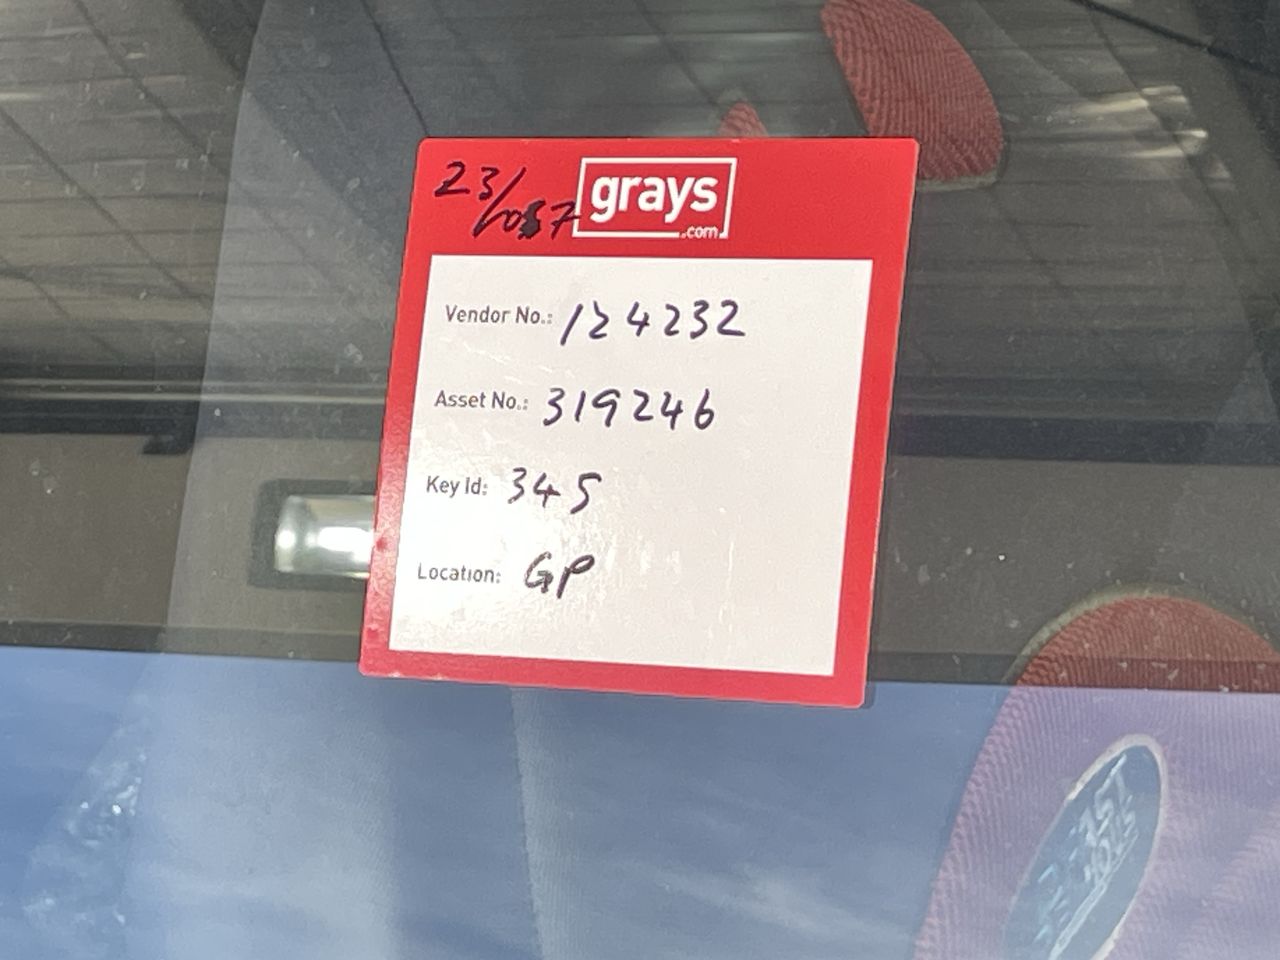 23/
grays
.com
Vendor No.: 124232
Asset No.: 319246
Key Id: 345
Location: GP